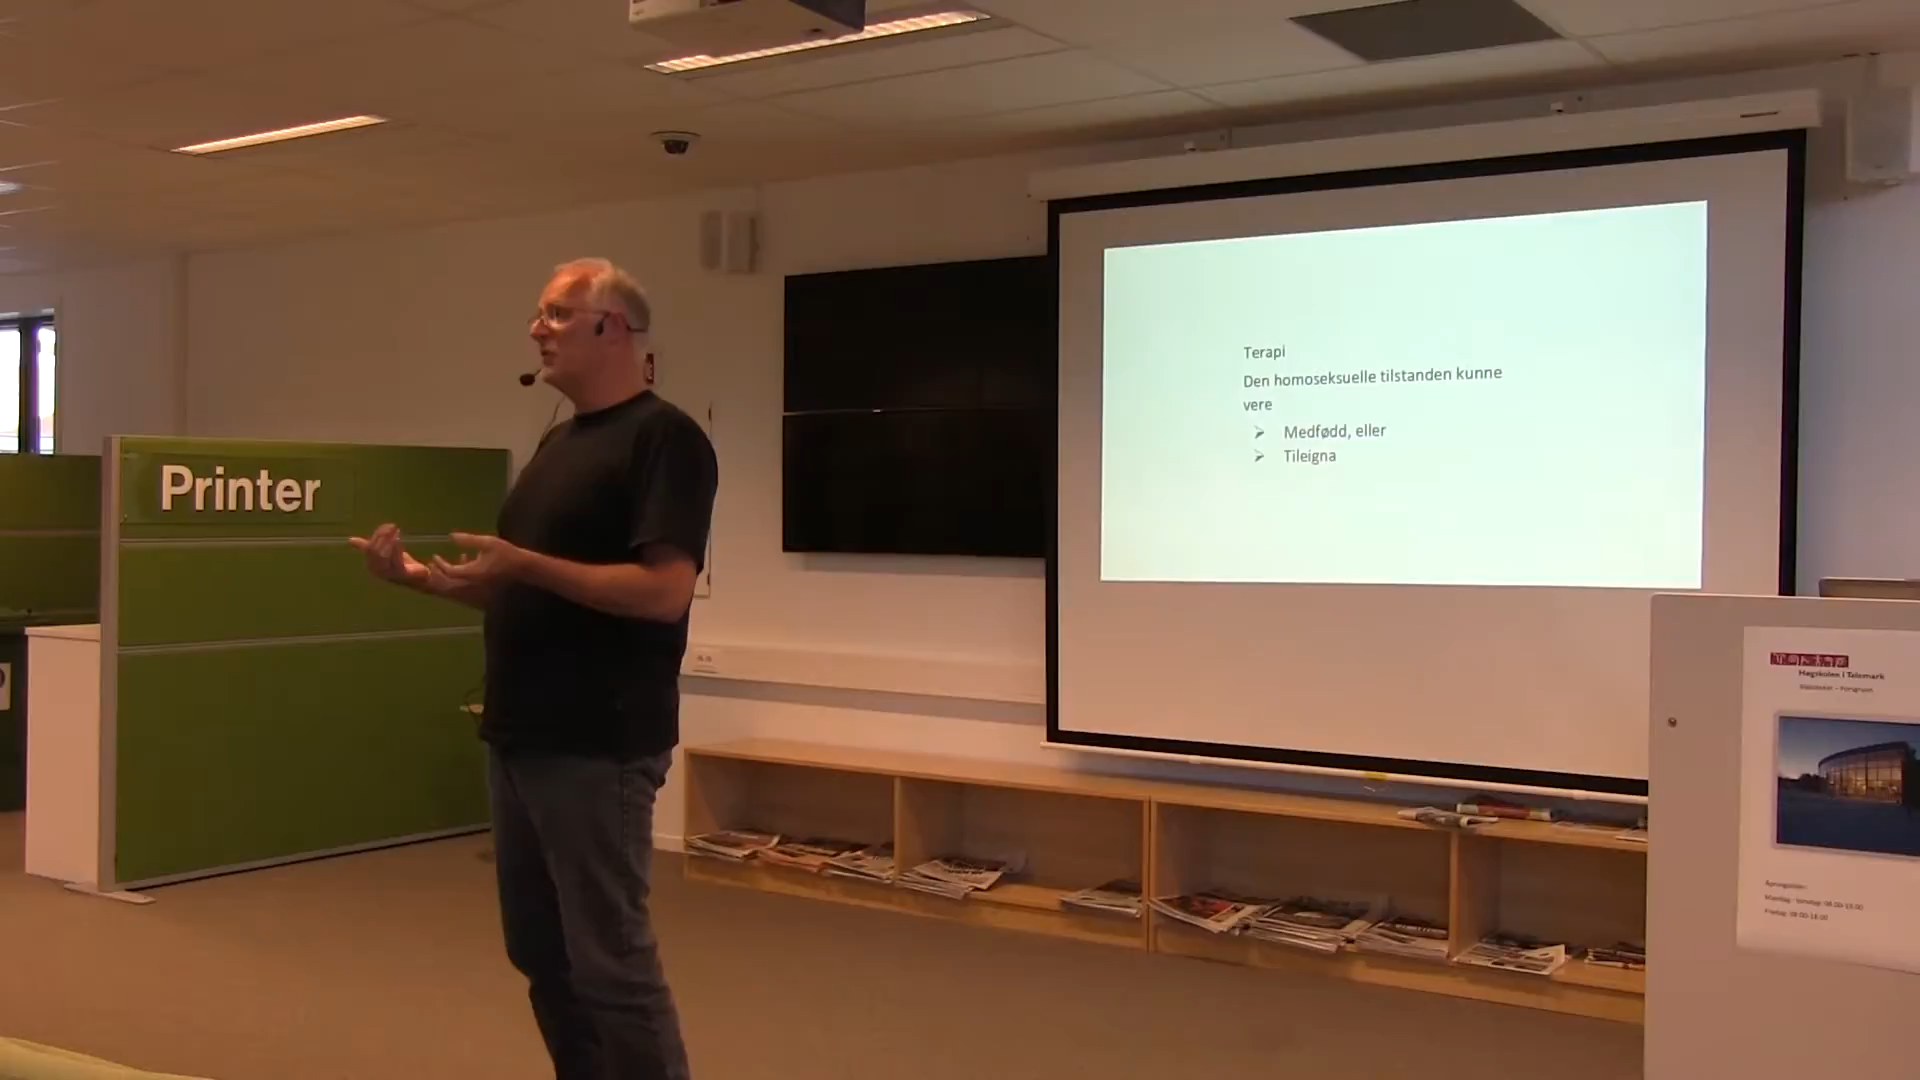 Printer
Terapi
Den homoseksuelle tilstanden kunne
vere
➢ Medfødd, eller
➢ Tileigna
Høgskolen i Telemark